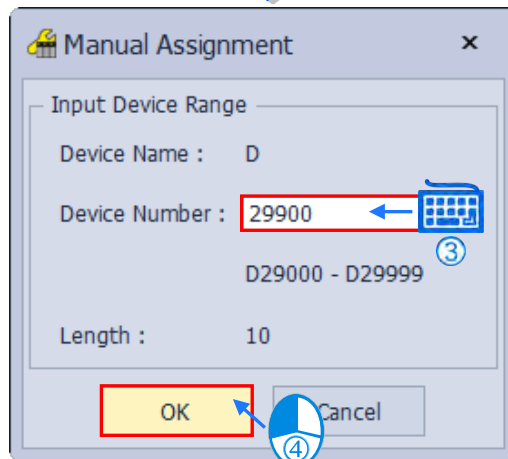 Manual Assignment ×
Input Device Range
Device Name : D
Device Number : 29900
③
D29000 - D29999
Length : 10
OK Cancel
④